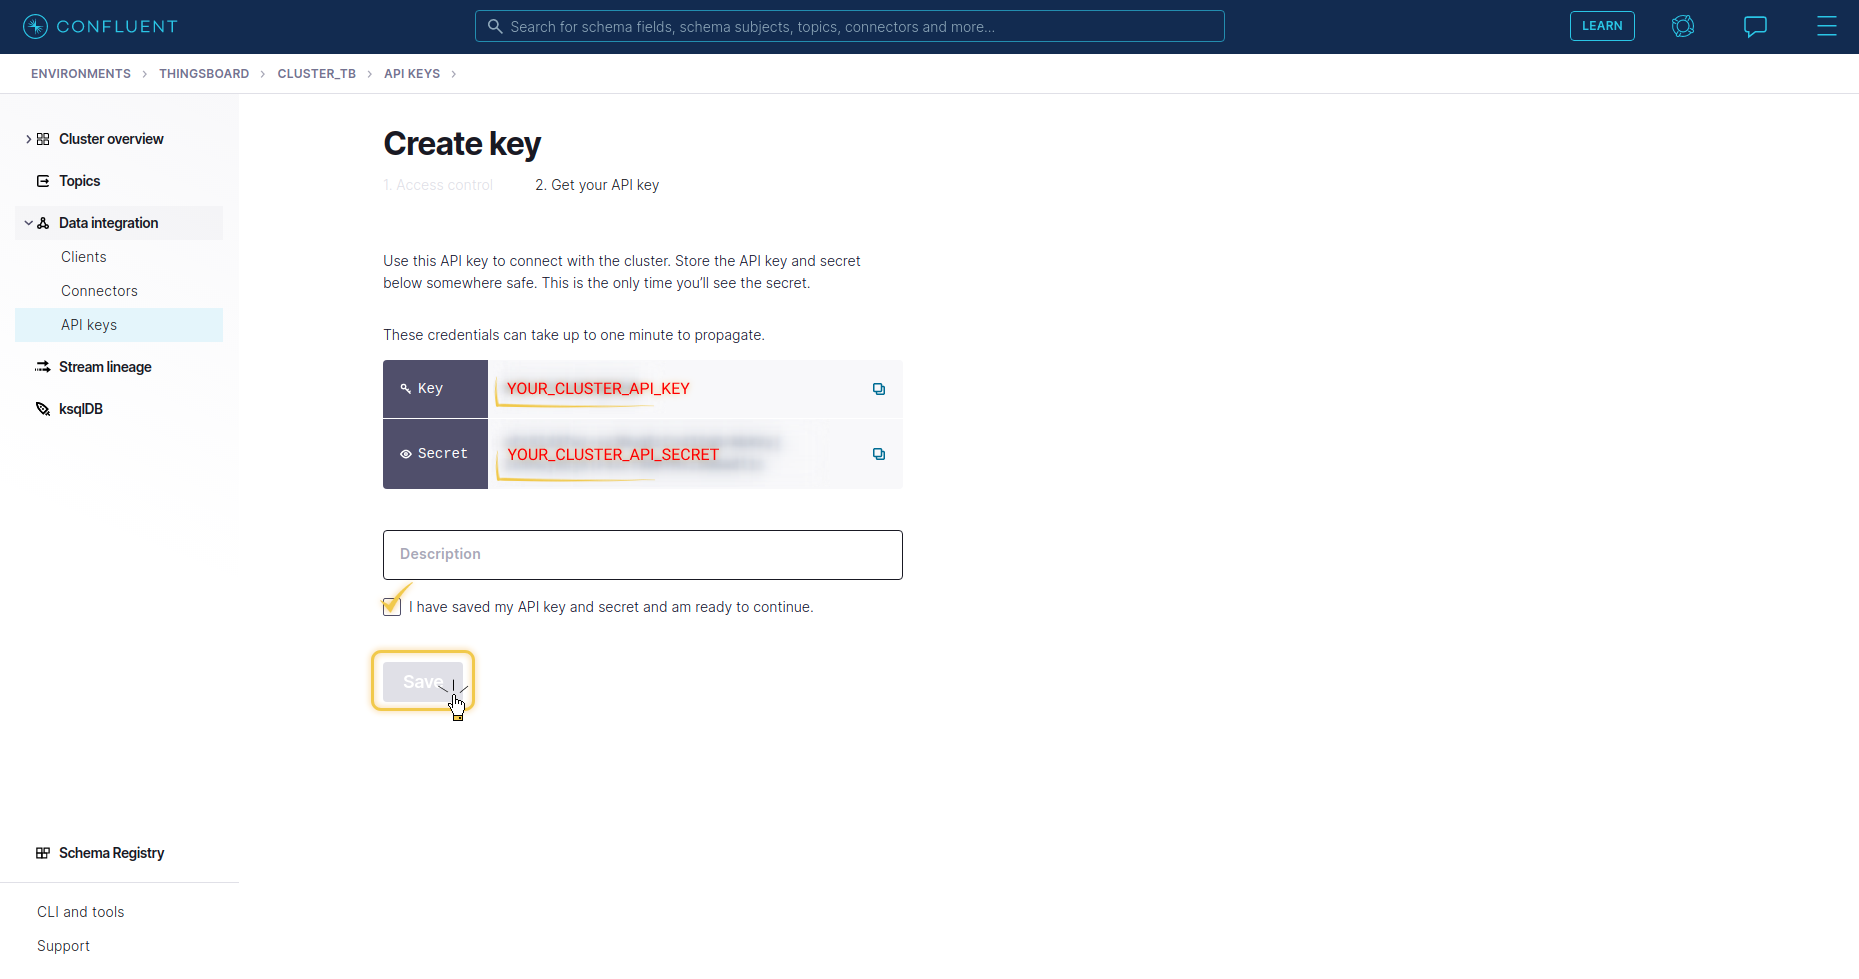 CONFLUENT
Search for schema fields, schema subjects, topics, connectors and more...
LEARN
ENVIRONMENTS > THINGSBOARD > CLUSTER_TB > API KEYS >
Cluster overview
Topics
Data integration
Clients
Connectors
API keys
Stream lineage
ksqlDB
Schema Registry
CLI and tools
Support
Create key
1. Access control
2. Get your API key
Use this API key to connect with the cluster. Store the API key and secret
below somewhere safe. This is the only time you’ll see the secret.
These credentials can take up to one minute to propagate.
Key
YOUR_CLUSTER_API_KEY
Secret
YOUR_CLUSTER_API_SECRET
Description
I have saved my API key and secret and am ready to continue.
Save